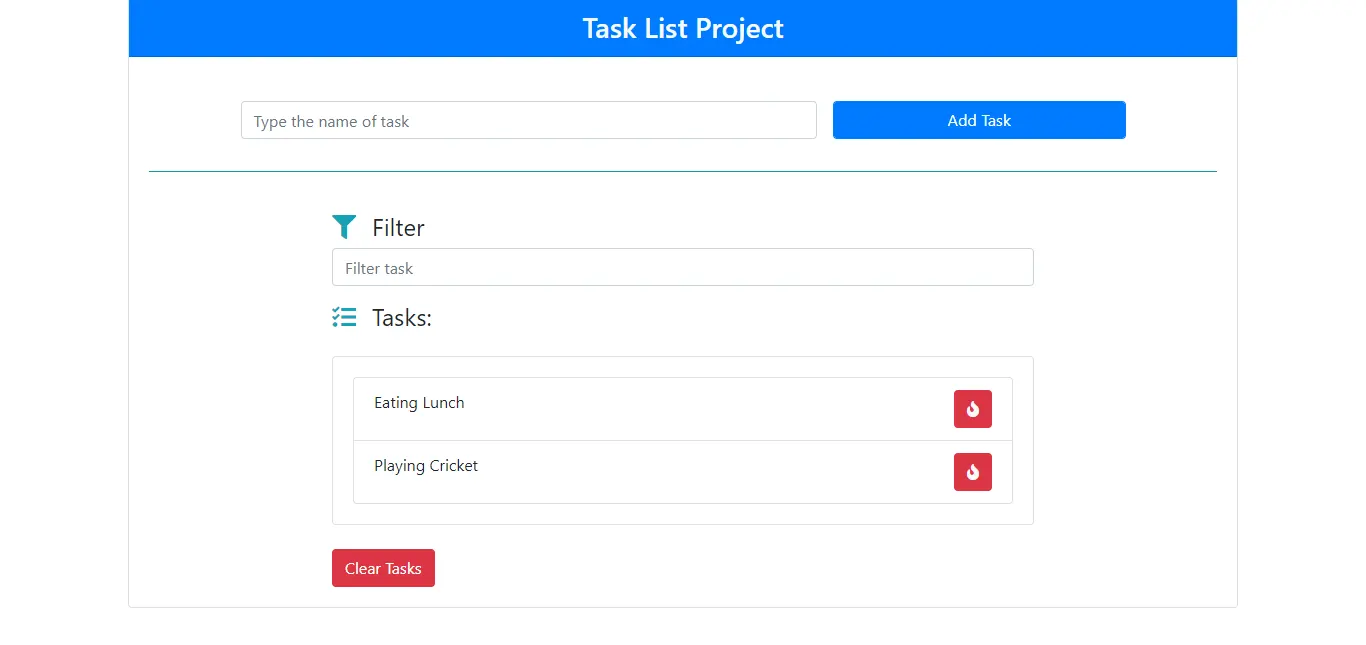 Task List Project
Type the name of task
Add Task
Filter
Filter task
Tasks:
Eating Lunch
Playing Cricket
Clear Tasks